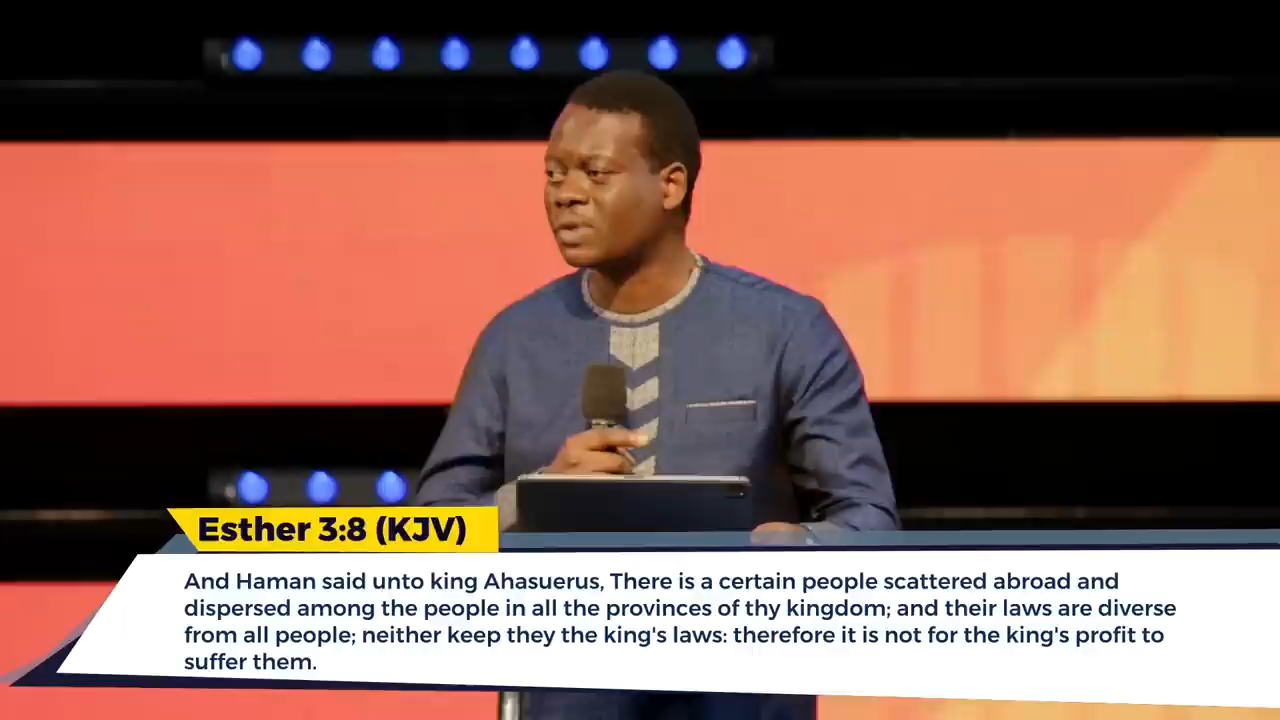 Esther 3:8 (KJV)
And Haman said unto king Ahasuerus, There is a certain people scattered abroad and
dispersed among the people in all the provinces of thy kingdom; and their laws are diverse
from all people; neither keep they the king's laws: therefore it is not for the king's profit to
suffer them.